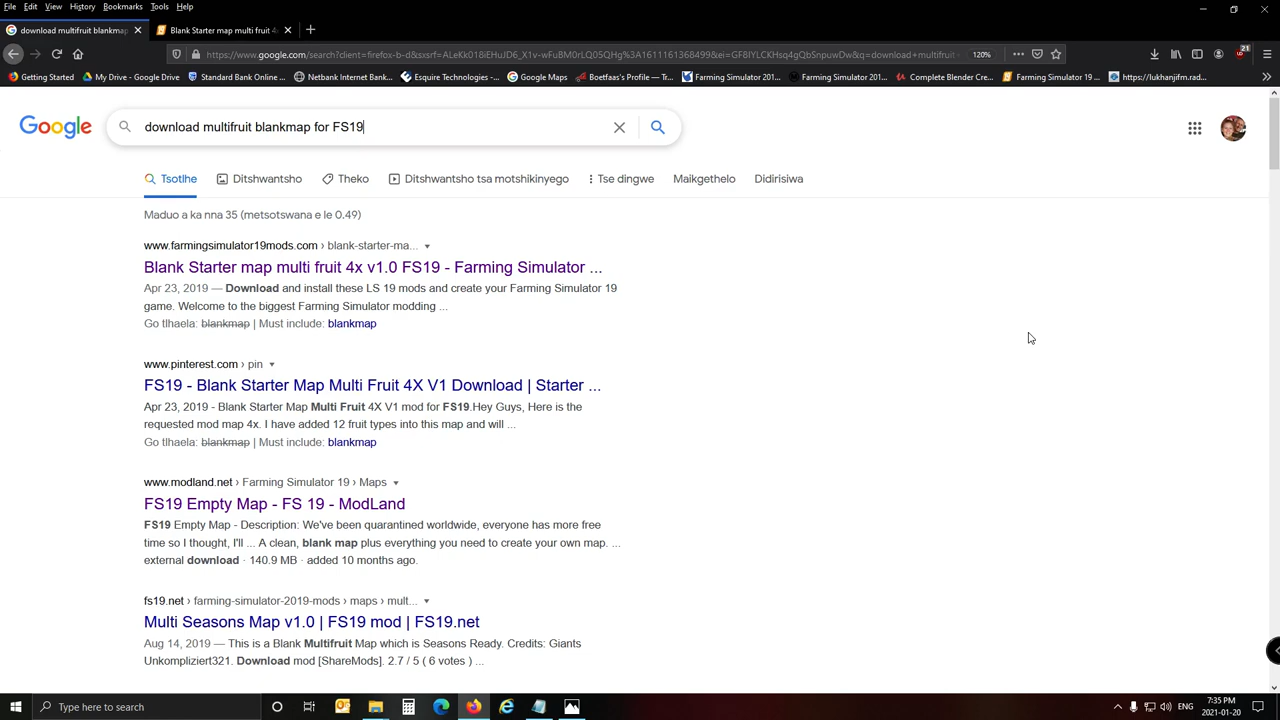 File Edit View History Bookmarks Tools Help
download multifruit blankmap
Blank Starter map multi fruit 4x
https://www.google.com/search?client=firefox-b-d&sxsrf=
120%
21
Getting Started My Drive - Google Drive Standard Bank Online ... Netbank Internet Bank... Esquire Technologies -... Google Maps Boetfaas's Profile — Tr... Farming Simulator 201... Farming Simulator 201... Complete Blender Cre... Farming Simulator 19 ... https://lukhanjifm.rad...
Google
download multifruit blankmap for FS19
Tsotlhe Ditshwantsho Theko Ditshwantsho tsa motshikinyego Tse dingwe Maikgethelo Didirisiwa
Maduo a ka nna 35 (metsotswana e le 0.49)
www.farmingsimulator19mods.com › blank-starter-ma...
Blank Starter map multi fruit 4x v1.0 FS19 - Farming Simulator ...
Apr 23, 2019 — Download and install these LS 19 mods and create your Farming Simulator 19
game. Welcome to the biggest Farming Simulator modding ...
Go tlhaela: blankmap | Must include: blankmap
www.pinterest.com › pin
FS19 - Blank Starter Map Multi Fruit 4X V1 Download | Starter ...
Apr 23, 2019 - Blank Starter Map Multi Fruit 4X V1 mod for FS19.Hey Guys, Here is the
requested mod map 4x. I have added 12 fruit types into this map and will ...
Go tlhaela: blankmap | Must include: blankmap
www.modland.net › Farming Simulator 19 › Maps
FS19 Empty Map - FS 19 - ModLand
FS19 Empty Map - Description: We've been quarantined worldwide, everyone has more free
time so I thought, I'll ... A clean, blank map plus everything you need to create your own map. ...
external download · 140.9 MB · added 10 months ago.
fs19.net › farming-simulator-2019-mods › maps › mult...
Multi Seasons Map v1.0 | FS19 mod | FS19.net
Aug 14, 2019 — This is a Blank Multifruit Map which is Seasons Ready. Credits: Giants
Unkompliziert321. Download mod [ShareMods]. 2.7 / 5 ( 6 votes ) ...
Type here to search
ENG
7:35 PM
2021-01-20